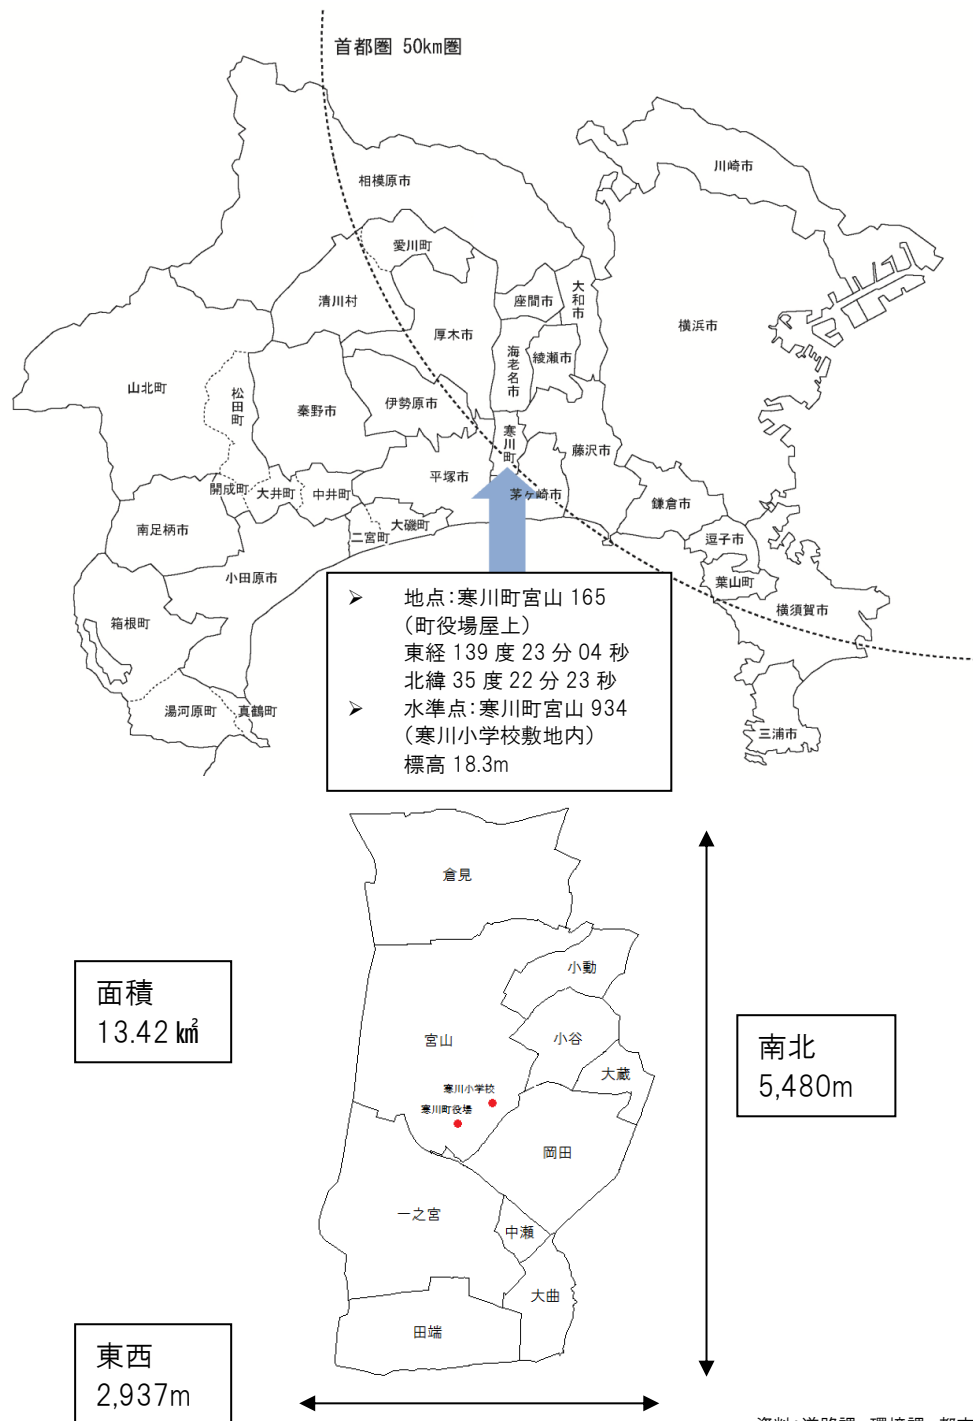 首都圏 50km圏
川崎市
相模原市
愛川町
清川村
座間市
大和市
横浜市
厚木市
海老名市
綾瀬市
山北町
松田町
秦野市
伊勢原市
寒川町
藤沢市
平塚市
開成町
大井町
中井町
茅ヶ崎市
鎌倉市
南足柄市
大磯町
二宮町
逗子市
小田原市
葉山町
箱根町
横須賀市
湯河原町
真鶴町
三浦市
➢ 地点：寒川町宮山 165
（町役場屋上）
東経 139 度 23 分 04 秒
北緯 35 度 22 分 23 秒
➢ 水準点：寒川町宮山 934
（寒川小学校敷地内）
標高 18.3m
倉見
小動
面積
13.42 ㎢
宮山
小谷
南北
5,480m
大蔵
寒川小学校
寒川町役場
岡田
一之宮
中瀬
大曲
田端
東西
2,937m